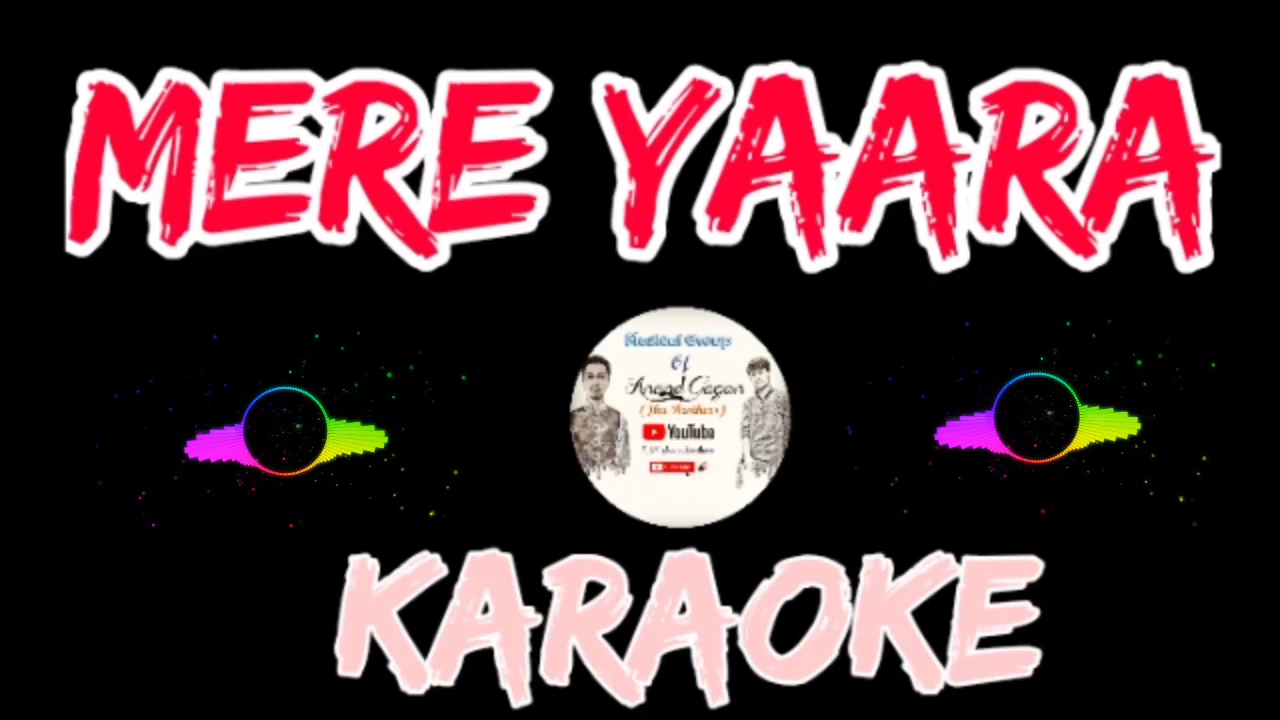 MERE YAARA
Musical Group
Of
Anand Gagan
YouTube
KARAOKE